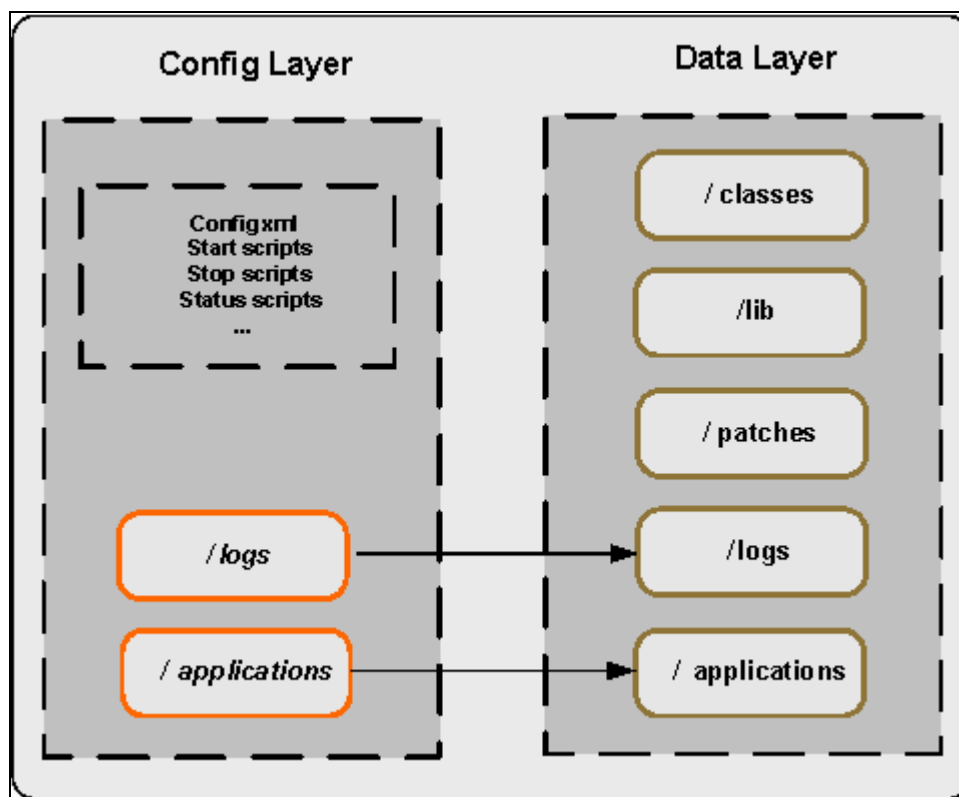 Config Layer
Configxml
Start scripts
Stop scripts
Status scripts
...
/ logs
/ applications
Data Layer
/ classes
/lib
/ patches
/logs
/ applications